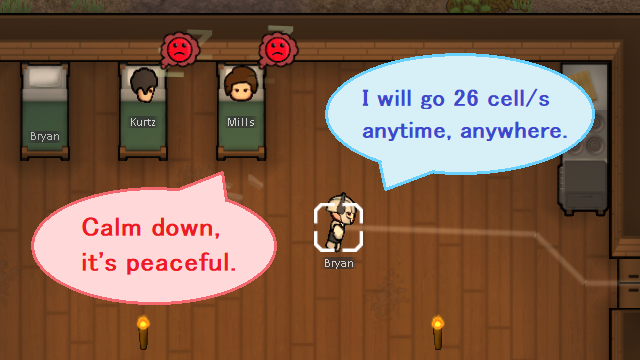 I will go 26 cell/s
anytime, anywhere.
Bryan
Kurtz
Mills
Calm down,
it's peaceful.
Bryan